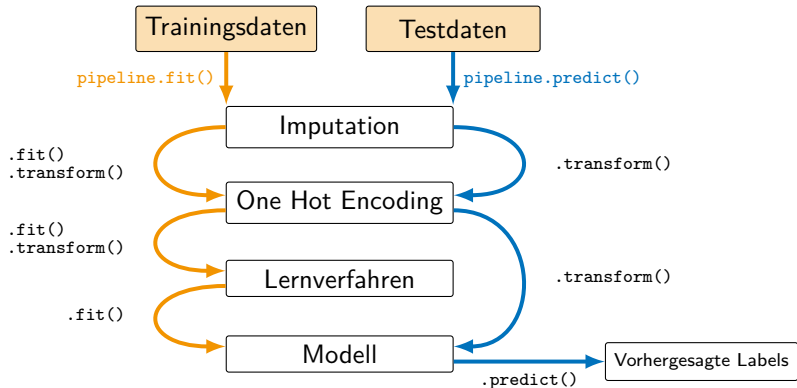 Trainingsdaten
Testdaten
pipeline.fit()
pipeline.predict()
Imputation
.fit()
.transform()
.transform()
One Hot Encoding
.fit()
.transform()
Lernverfahren
.transform()
.fit()
Modell
Vorhergesagte Labels
.predict()